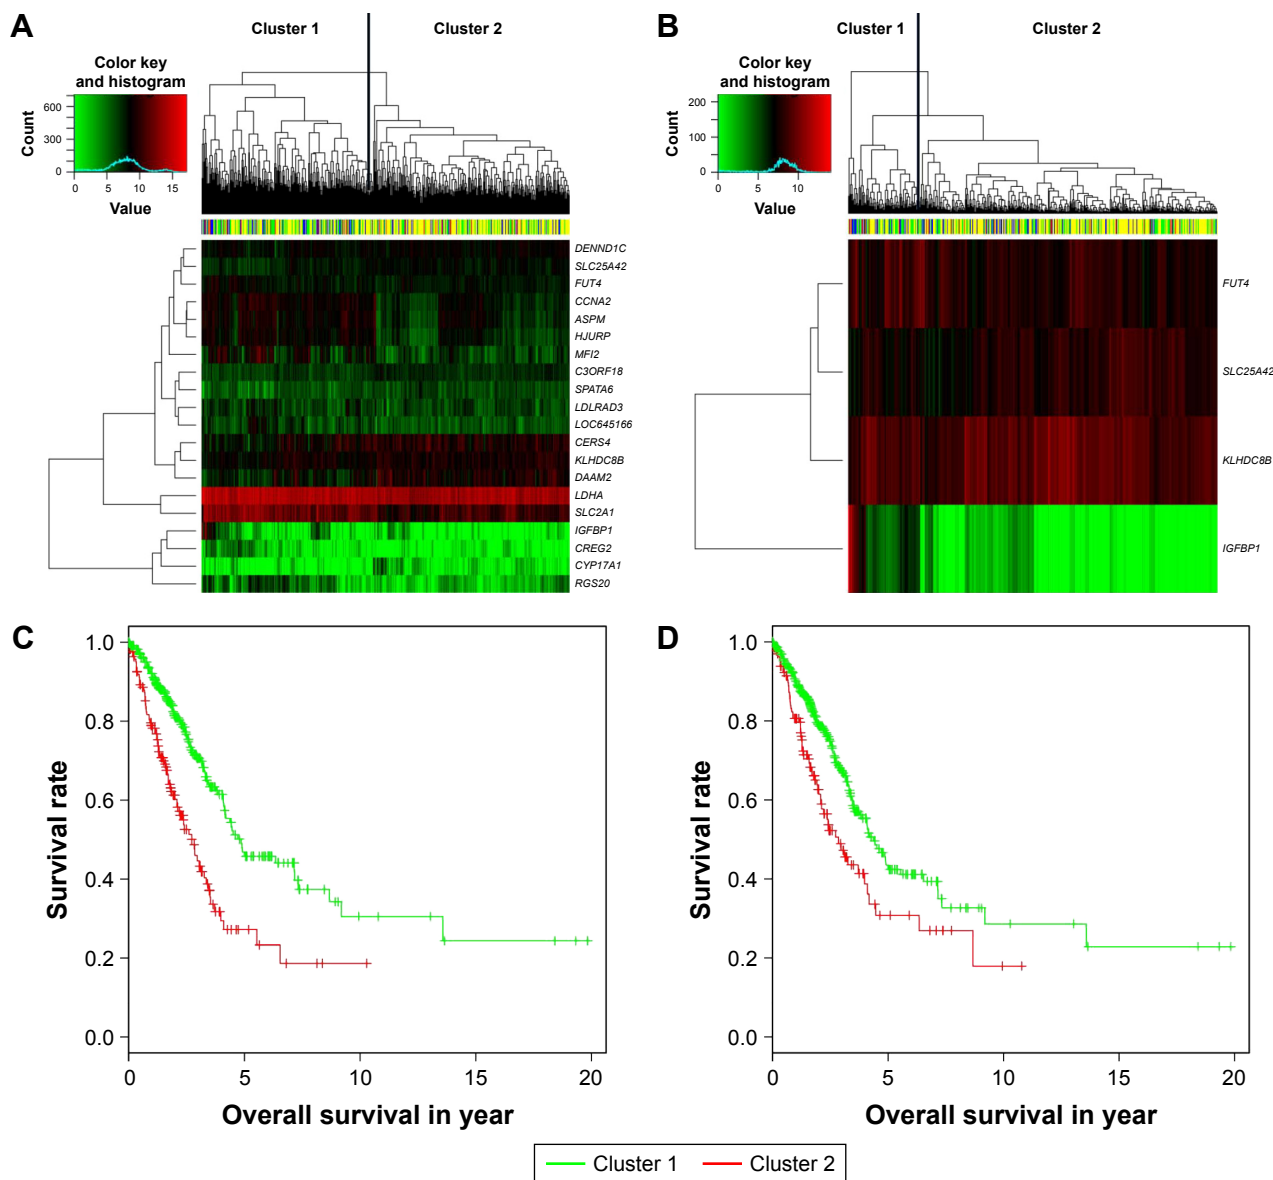 A
Cluster 1
Cluster 2
Color key
and histogram
Count
600
300
0
0
5
10
15
Value
DENND1C
SLC25A42
FUT4
CCNA2
ASPM
HJURP
MFI2
C3ORF18
SPATA6
LDLRAD3
LOC645166
CERS4
KLHDC8B
DAAM2
LDHA
SLC2A1
IGFBP1
CREG2
CYP17A1
RGS20
B
Cluster 1
Cluster 2
Color key
and histogram
Count
200
100
0
0
5
10
Value
FUT4
SLC25A42
KLHDC8B
IGFBP1
C
Survival rate
1.0
0.8
0.6
0.4
0.2
0.0
0
5
10
15
20
Overall survival in year
D
Survival rate
1.0
0.8
0.6
0.4
0.2
0.0
0
5
10
15
20
Overall survival in year
Cluster 1
Cluster 2